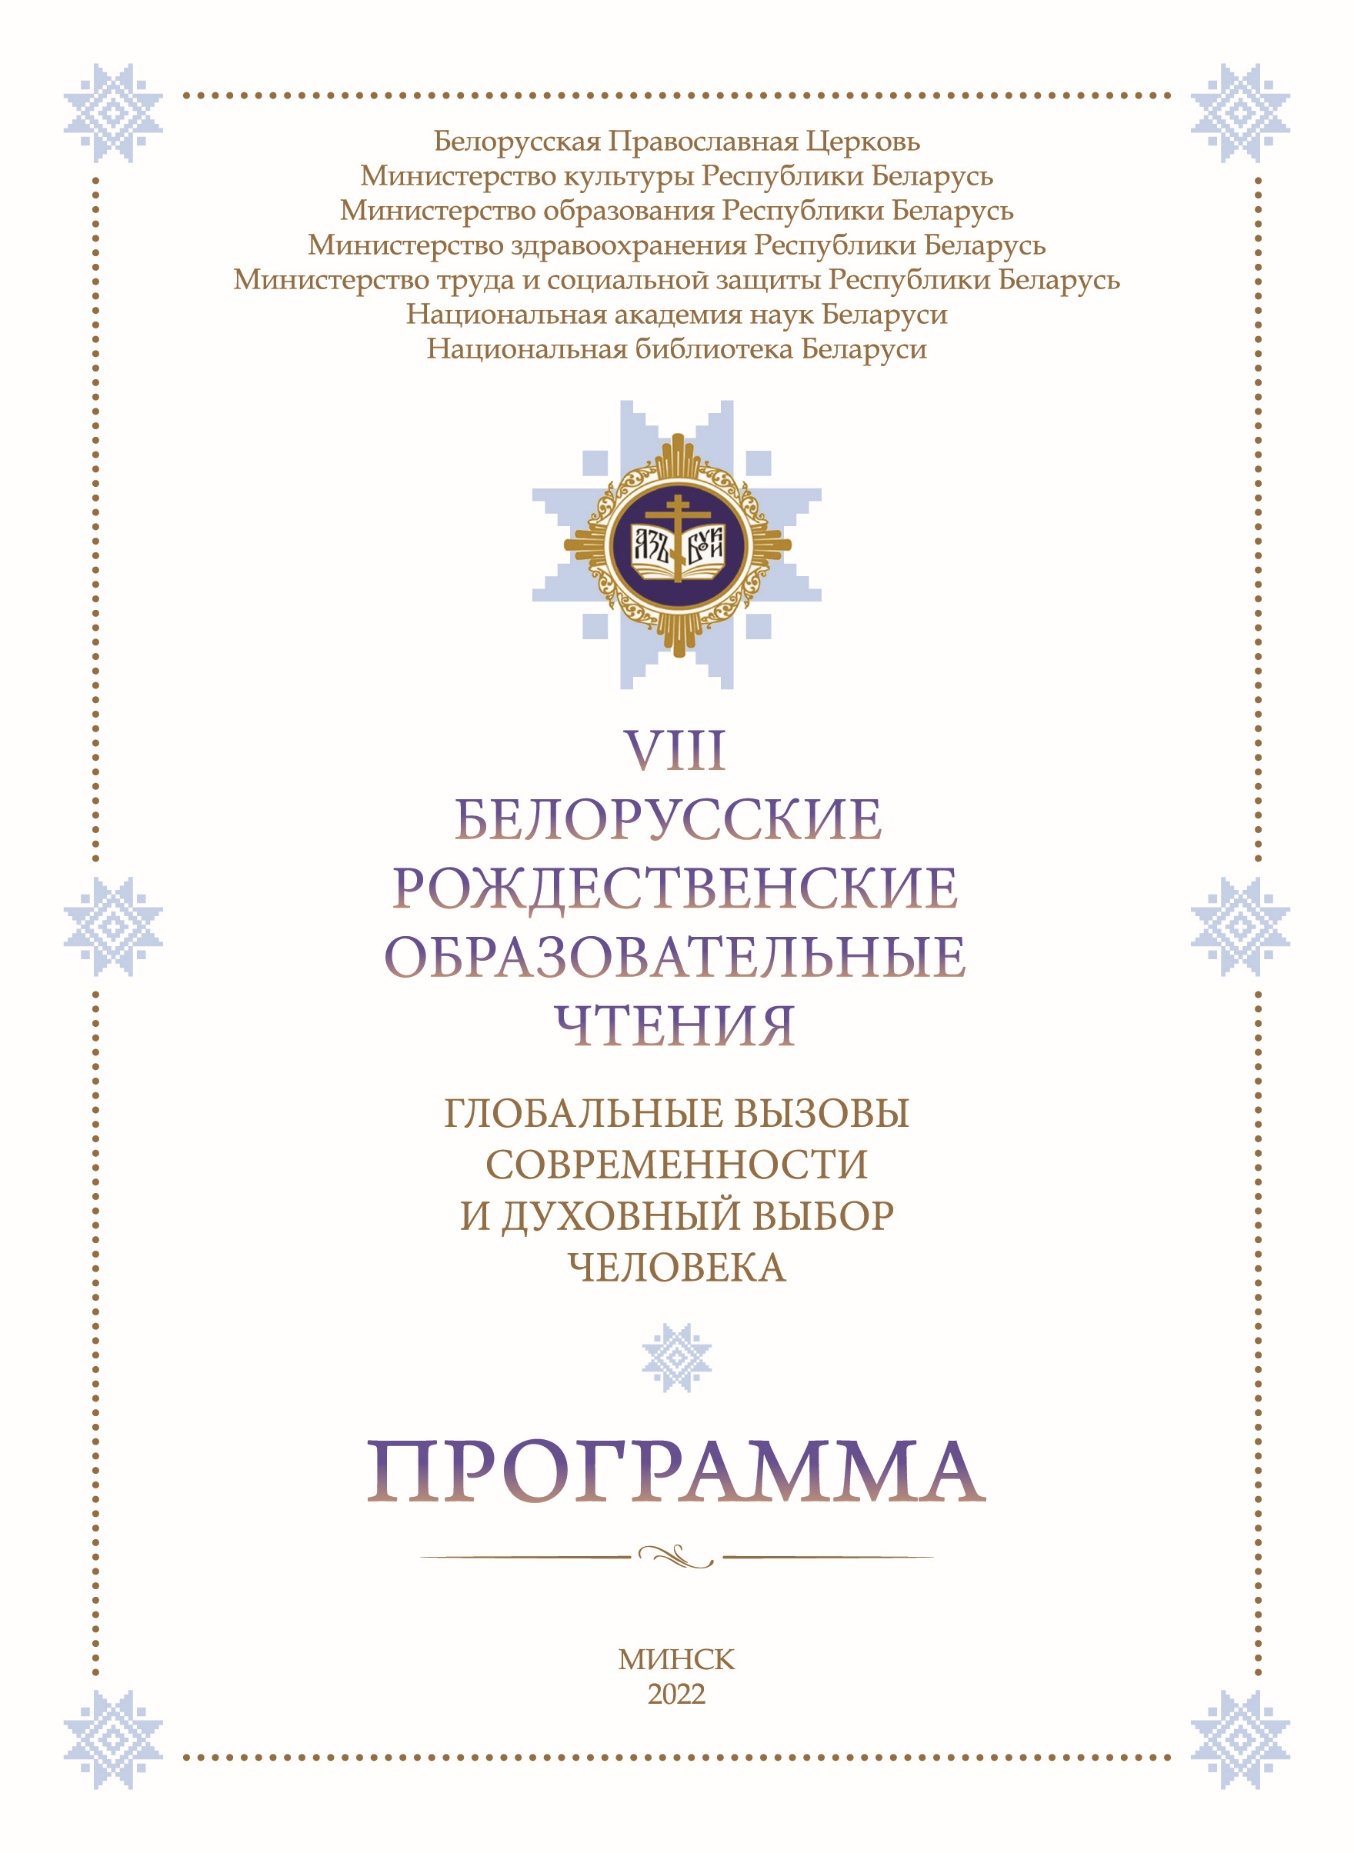 Белорусская Православная Церковь
Министерство культуры Республики Беларусь
Министерство образования Республики Беларусь
Министерство здравоохранения Республики Беларусь
Министерство труда и социальной защиты Республики Беларусь
Национальная академия наук Беларуси
Национальная библиотека Беларуси
АЗЪ БУКИ
VIII
БЕЛОРУССКИЕ
РОЖДЕСТВЕНСКИЕ
ОБРАЗОВАТЕЛЬНЫЕ
ЧТЕНИЯ
ГЛОБАЛЬНЫЕ ВЫЗОВЫ
СОВРЕМЕННОСТИ
И ДУХОВНЫЙ ВЫБОР
ЧЕЛОВЕКА
ПРОГРАММА
МИНСК
2022